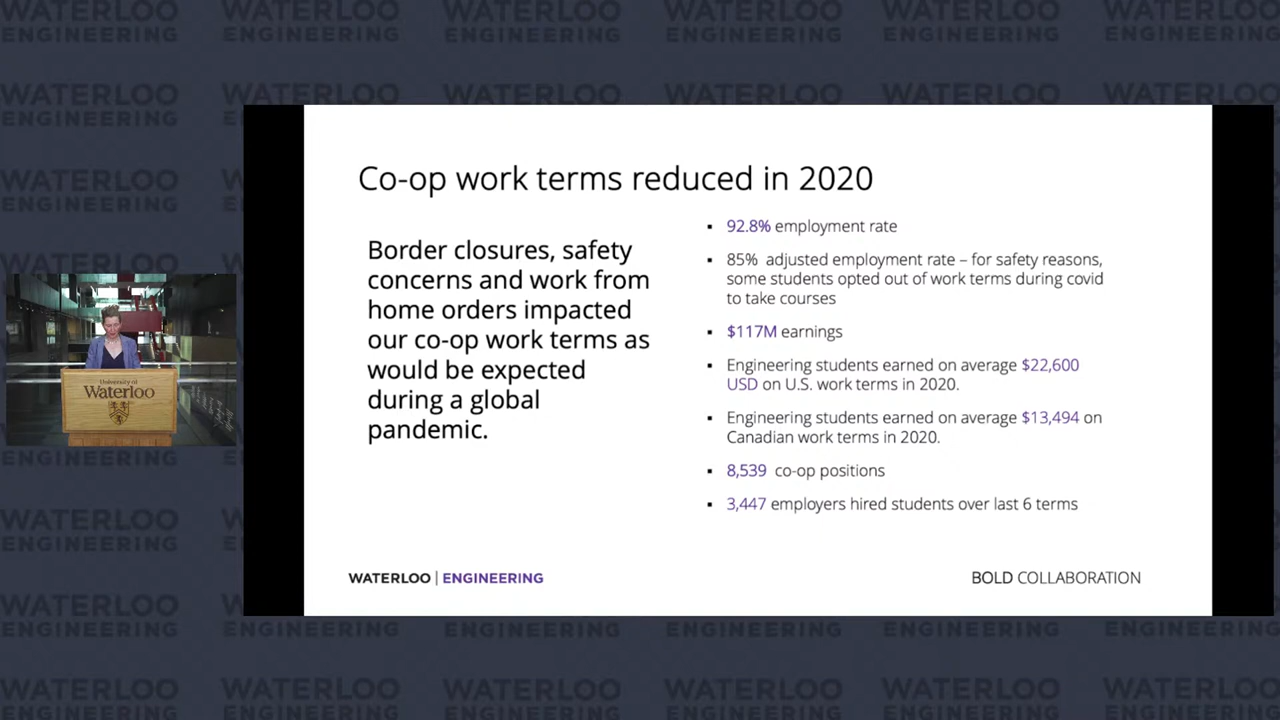 Co-op work terms reduced in 2020
Border closures, safety
concerns and work from
home orders impacted
our co-op work terms as
would be expected
during a global
pandemic.
▪ 92.8% employment rate
▪ 85% adjusted employment rate – for safety reasons,
some students opted out of work terms during covid
to take courses
▪ $117M earnings
▪ Engineering students earned on average $22,600
USD on U.S. work terms in 2020.
▪ Engineering students earned on average $13,494 on
Canadian work terms in 2020.
▪ 8,539 co-op positions
▪ 3,447 employers hired students over last 6 terms
WATERLOO | ENGINEERING
BOLD COLLABORATION
University of
Waterloo
WATERLOO
ENGINEERING